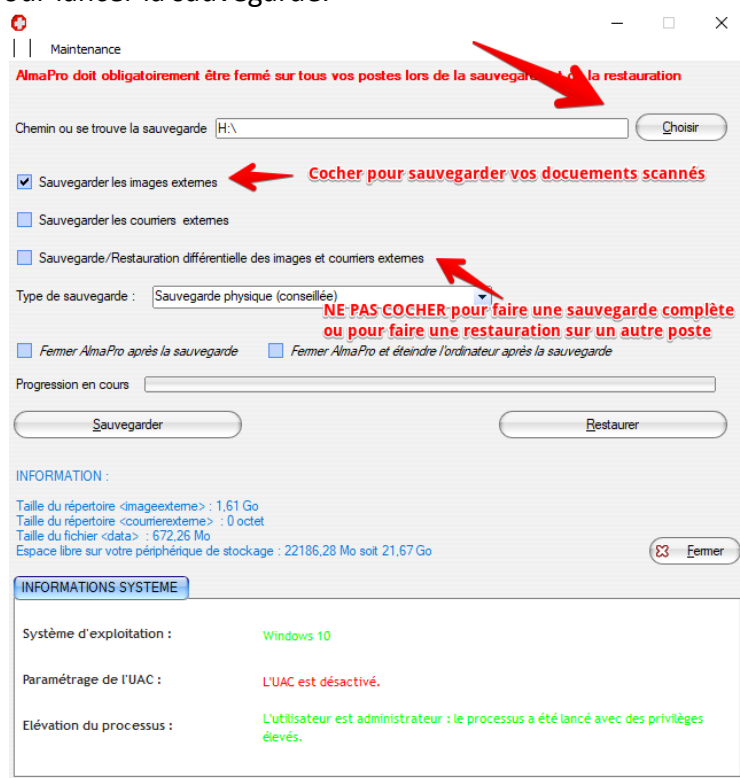 our lancer la sauvegarde.
Maintenance
AlmaPro doit obligatoirement être fermé sur tous vos postes lors de la sauvegarde et de la restauration
Chemin ou se trouve la sauvegarde H:\ Choisir
Sauvegarder les images externes Cocher pour sauvegarder vos docuements scannés
Sauvegarder les courriers externes
Sauvegarde/Restauration différentielle des images et courriers externes
Type de sauvegarde : Sauvegarde physique (conseillée)
NE PAS COCHER pour faire une sauvegarde complète
ou pour faire une restauration sur un autre poste
Fermer AlmaPro après la sauvegarde Fermer AlmaPro et éteindre l'ordinateur après la sauvegarde
Progression en cours
Sauvegarder Restaurer
INFORMATION :
Taille du répertoire <imageexterne> : 1,61 Go
Taille du répertoire <courrierexterne> : 0 octet
Taille du fichier <data> : 672,26 Mo
Espace libre sur votre périphérique de stockage : 22186,28 Mo soit 21,67 Go
Fermer
INFORMATIONS SYSTEME
Système d'exploitation : Windows 10
Paramétrage de l'UAC : L'UAC est désactivé.
Elévation du processus : L'utilisateur est administrateur : le processus a été lancé avec des privilèges
élevés.